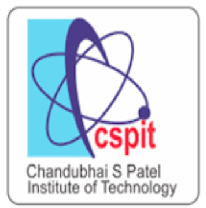 cspit
Chandubhai S Patel
Institute of Technology